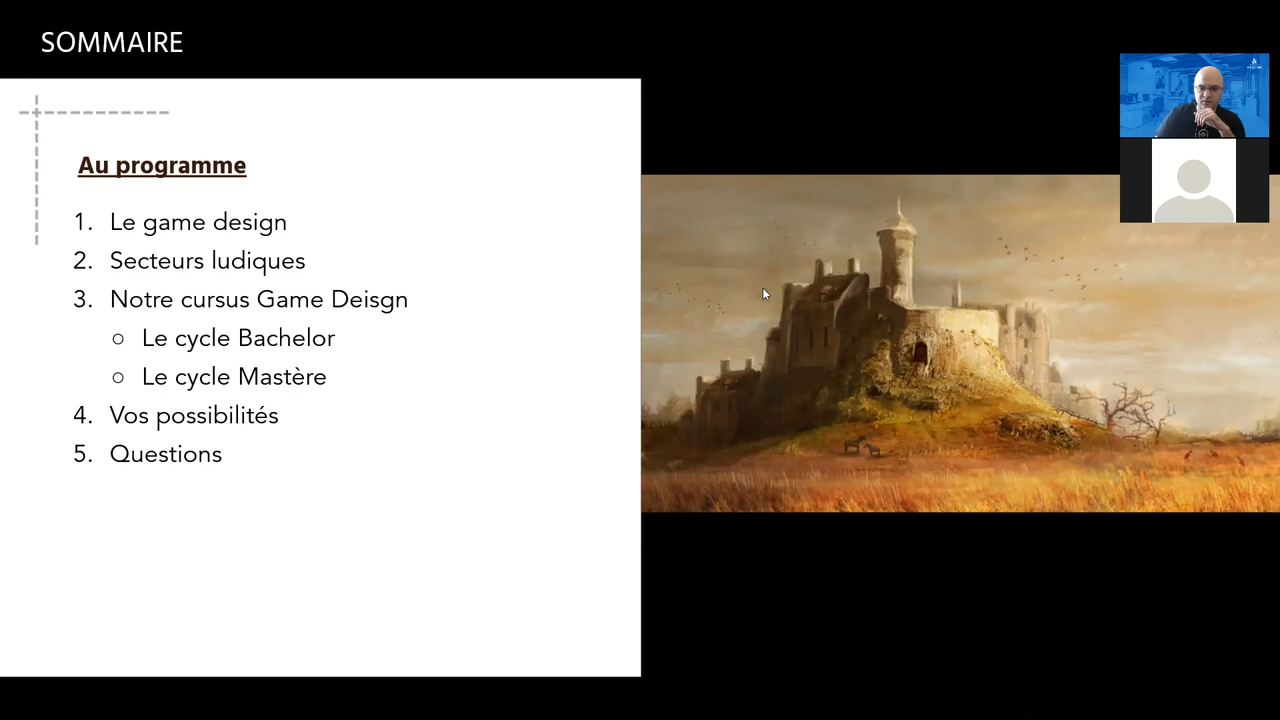 SOMMAIRE
Au programme
1. Le game design
2. Secteurs ludiques
3. Notre cursus Game Deisgn
○ Le cycle Bachelor
○ Le cycle Mastère
4. Vos possibilités
5. Questions